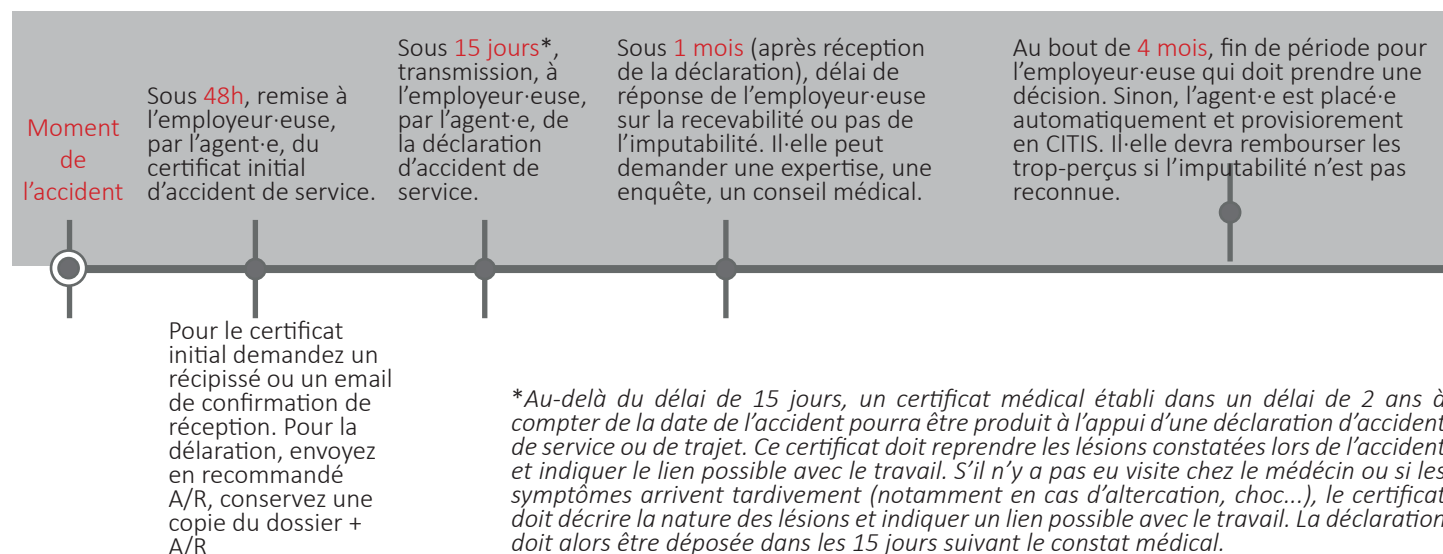 Moment
de
l’accident
Sous 48h, remise à
l’employeur·euse,
par l’agent·e, du
certificat initial
d’accident de service.
Sous 15 jours*,
transmission, à
l’employeur·euse,
par l’agent·e, de
la déclaration
d’accident de
service.
Sous 1 mois (après réception
de la déclaration), délai de
réponse de l’employeur·euse
sur la recevabilité ou pas de
l’imputabilité. Il·elle peut
demander une expertise, une
enquête, un conseil médical.
Au bout de 4 mois, fin de période pour
l’employeur·euse qui doit prendre une
décision. Sinon, l’agent·e est placé·e
automatiquement et provisiorement
en CITIS. Il·elle devra rembourser les
trop-perçus si l’imputabilité n’est pas
reconnue.
Pour le certificat
initial demandez un
récipissé ou un email
de confirmation de
réception. Pour la
délaration, envoyez
en recommandé
A/R, conservez une
copie du dossier +
A/R
*Au-delà du délai de 15 jours, un certificat médical établi dans un délai de 2 ans à
compter de la date de l’accident pourra être produit à l’appui d’une déclaration d’accident
de service ou de trajet. Ce certificat doit reprendre les lésions constatées lors de l’accident
et indiquer le lien possible avec le travail. S’il n’y a pas eu visite chez le médécin ou si les
symptômes arrivent tardivement (notamment en cas d’altercation, choc...), le certificat
doit décrire la nature des lésions et indiquer un lien possible avec le travail. La déclaration
doit alors être déposée dans les 15 jours suivant le constat médical.